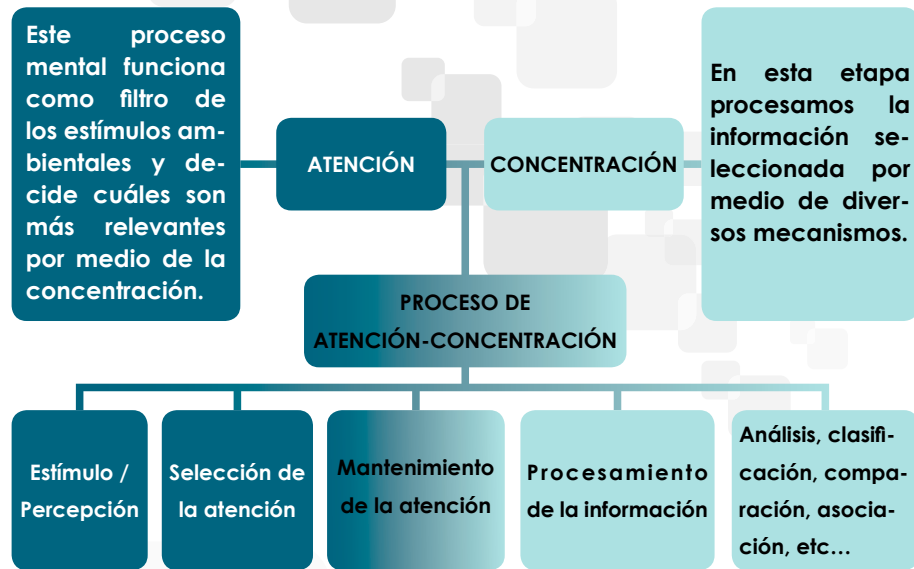 Este proceso
mental funciona
como filtro de
los estímulos am-
bientales y de-
cide cuáles son
más relevantes
por medio de la
concentración.
ATENCIÓN
CONCENTRACIÓN
En esta etapa
procesamos la
información se-
leccionada por
medio de diver-
sos mecanismos.
PROCESO DE
ATENCIÓN-CONCENTRACIÓN
Estímulo /
Percepción
Selección de
la atención
Mantenimiento
de la atención
Procesamiento
de la información
Análisis, clasifi-
cación, compa-
ración, asocia-
ción, etc...